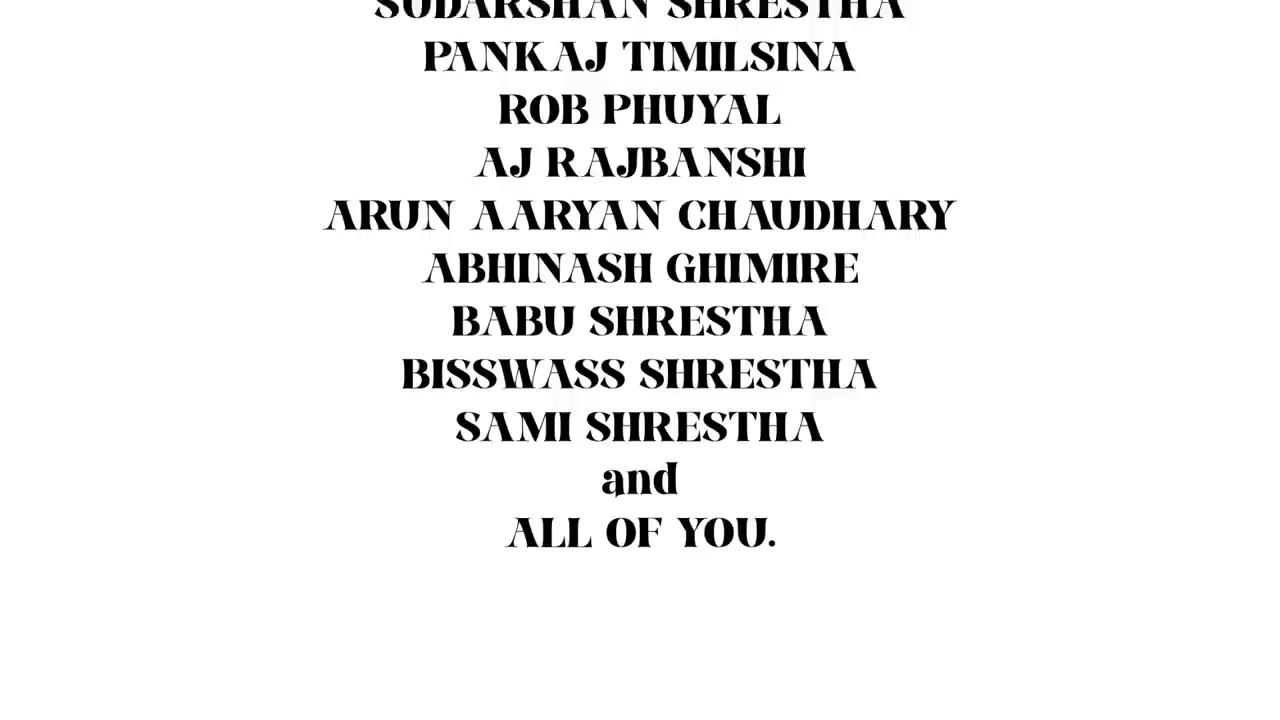 SUDARSHAN SHRESTHA
PANKAJ TIMILSINA
ROB PHUYAL
AJ RAJBANSHI
ARUN AARYAN CHAUDHARY
ABHINASH GHIMIRE
BABU SHRESTHA
BISSWASS SHRESTHA
SAMI SHRESTHA
and
ALL OF YOU.